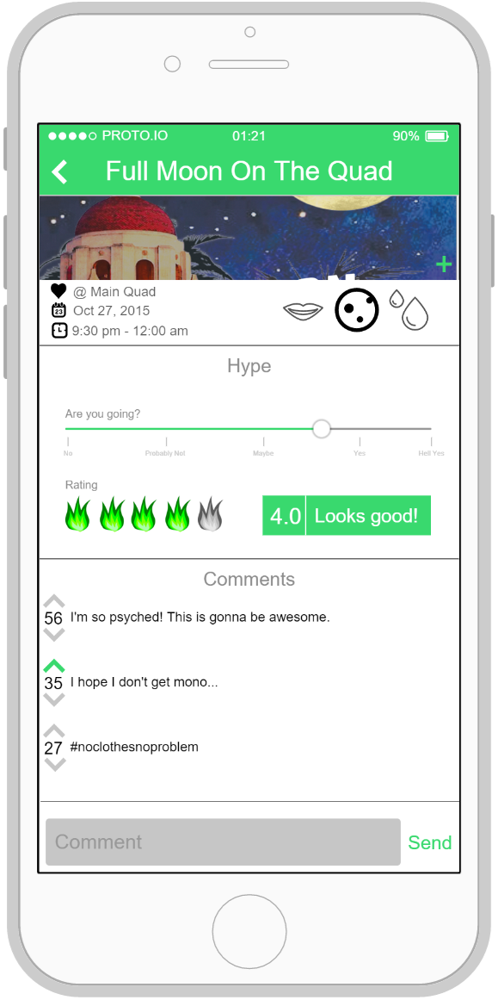 PROTO.IO 01:21 90%
Full Moon On The Quad
+
@ Main Quad
23
Oct 27, 2015
9:30 pm - 12:00 am
Hype
Are you going?
No Probably Not Maybe Yes Hell Yes
Rating
4.0 Looks good!
Comments
56 I'm so psyched! This is gonna be awesome.
35 I hope I don't get mono...
27 #noclothesnoproblem
Comment Send